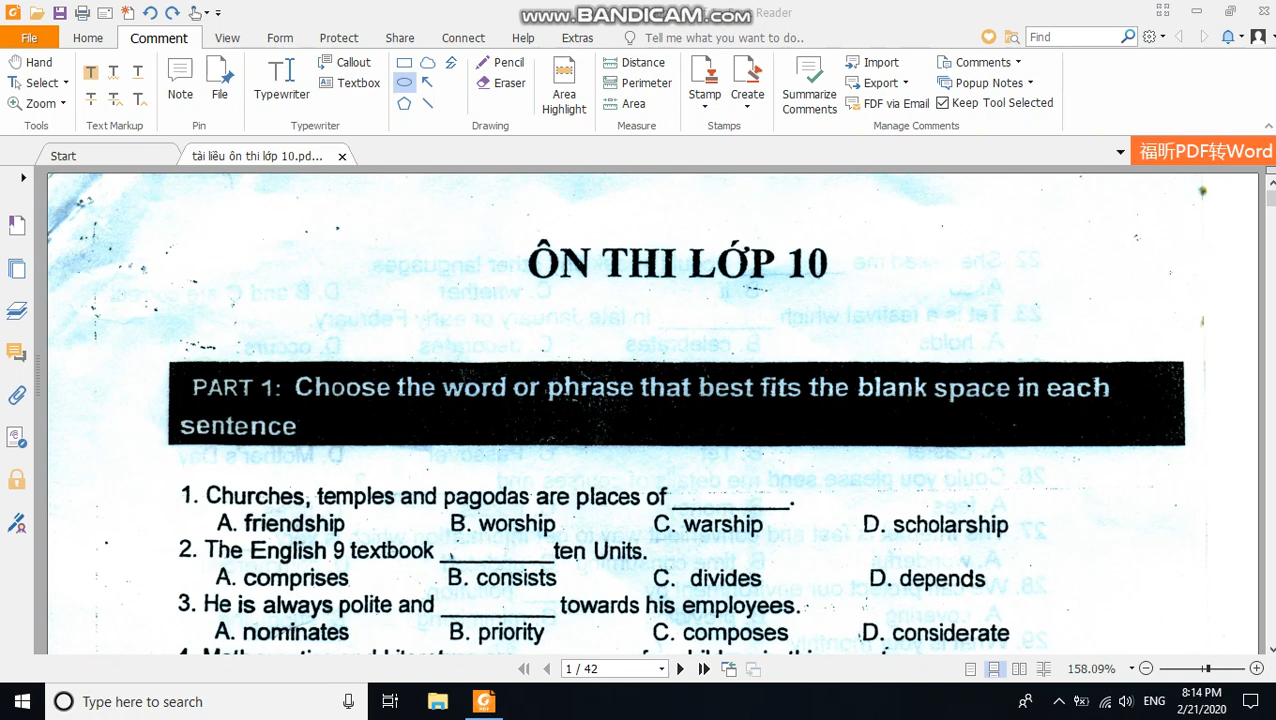 www.BANDICAM.com
Reader
File
Home
Comment
View
Form
Protect
Share
Connect
Help
Extras
Tell me what you want to do..
Find
Hand
Select
Zoom
Tools
Text Markup
Note
File
Pin
Typewriter
Callout
Textbox
Typewriter
Pencil
Eraser
Area Highlight
Drawing
Distance
Perimeter
Area
Measure
Stamp
Create
Stamps
Summarize Comments
Import
Export
FDF via Email
Comments
Popup Notes
Keep Tool Selected
Manage Comments
Start
tài liều ôn thi lớp 10.pd...
福昕PDF转Word
ÔN THI LỚP 10
PART 1: Choose the word or phrase that best fits the blank space in each
sentence
1. Churches, temples and pagodas are places of __________.
A. friendship B. worship C. warship D. scholarship
2. The English 9 textbook __________ ten Units.
A. comprises B. consists C. divides D. depends
3. He is always polite and __________ towards his employees.
A. nominates B. priority C. composes D. considerate
1 / 42
158.09%
Type here to search
ENG
8:14 PM
2/21/2020